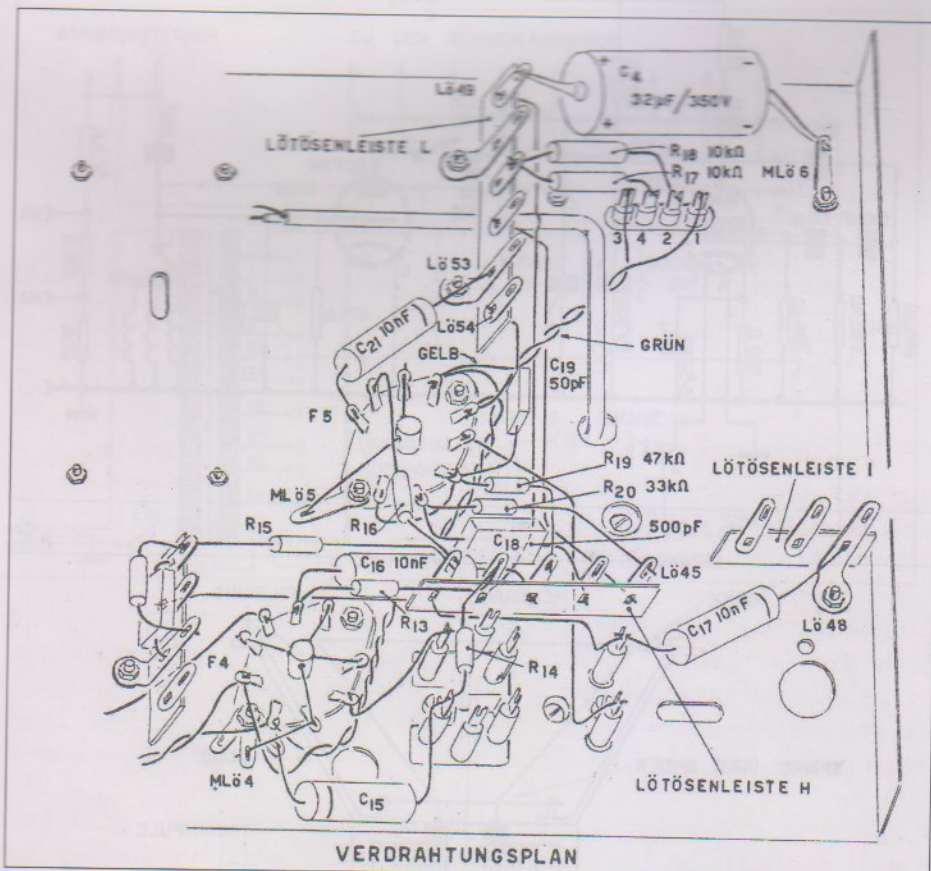 C4
+ −
32µF/350V
+ −
Lö49
LÖTÖSENLEISTE L
R18 10kΩ
R17 10kΩ
MLö6
3 4 2 1
Lö53
C21 10nF
Lö54
GELB
GRÜN
C19
50pF
F5
R19 47kΩ
R20 33kΩ
LÖTÖSENLEISTE I
MLö5
R16
R15
C18
500pF
C16 10nF
Lö45
R13
C17 10nF
Lö48
F4
R14
MLö4
C15
LÖTÖSENLEISTE H
VERDRAHTUNGSPLAN